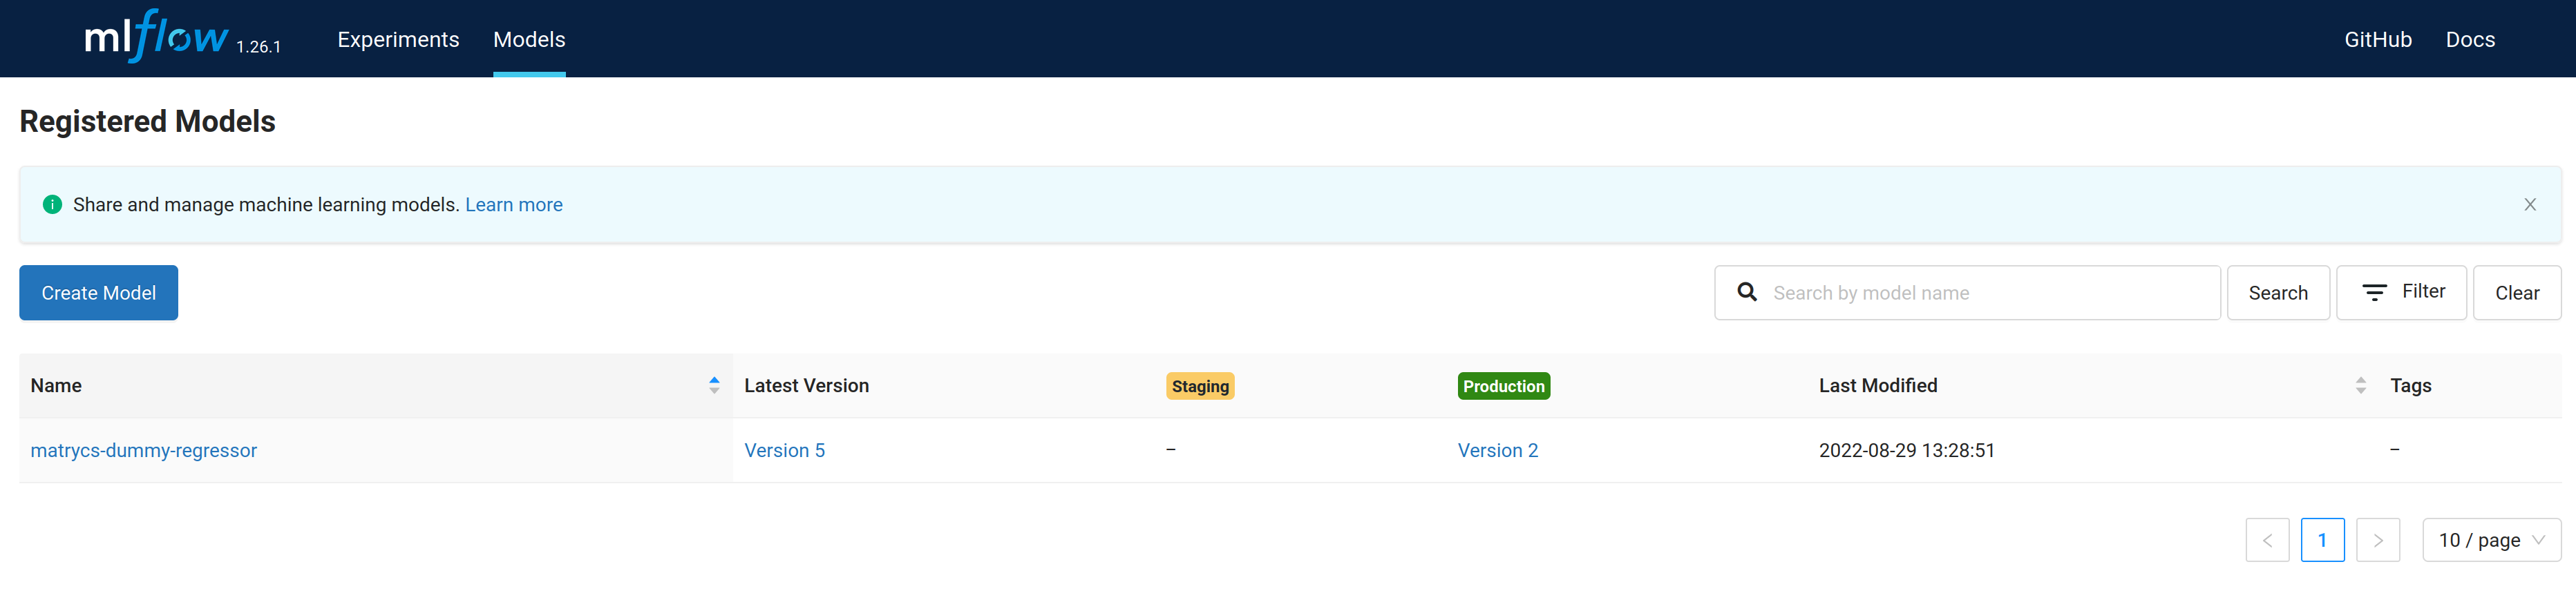 mlflow 1.26.1 Experiments Models GitHub Docs
Registered Models
Share and manage machine learning models. Learn more
Create Model Search by model name Search Filter Clear
Name Latest Version Staging Production Last Modified Tags
matrycs-dummy-regressor Version 5 – Version 2 2022-08-29 13:28:51 –
< 1 > 10 / page